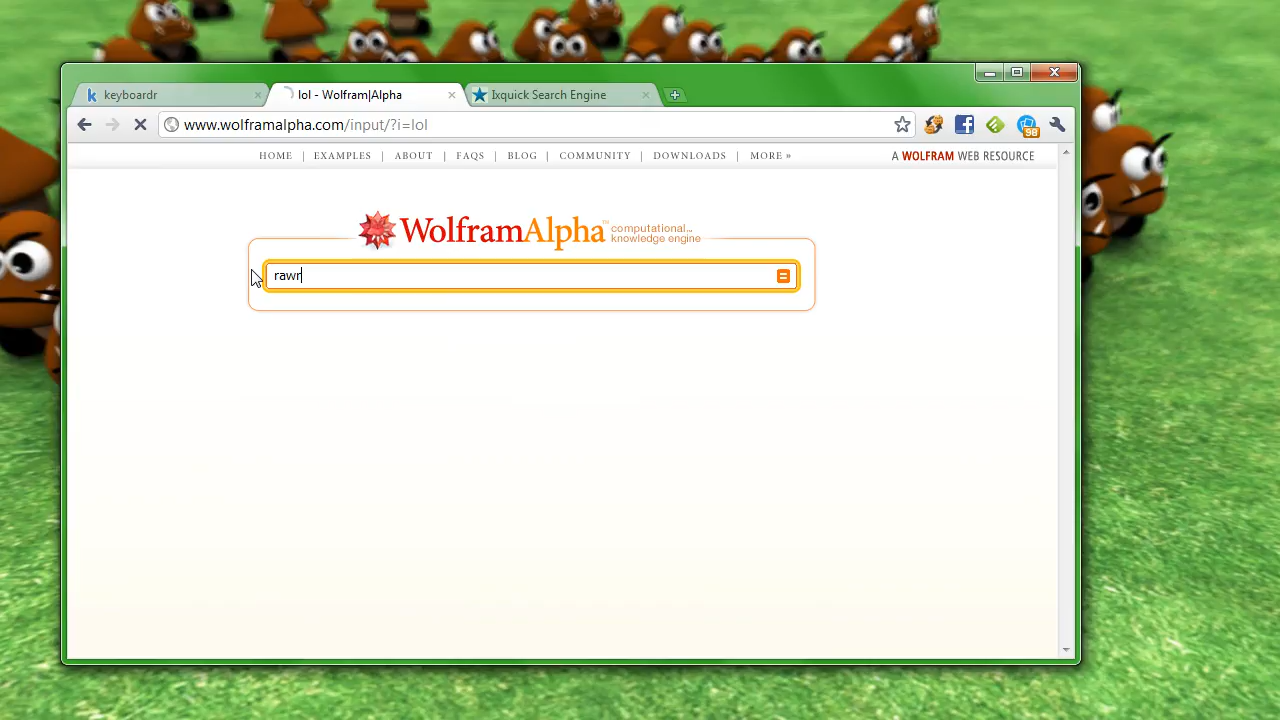 keyboardr
lol - Wolfram|Alpha
Ixquick Search Engine
www.wolframalpha.com/input/?i=lol
98
HOME | EXAMPLES | ABOUT | FAQS | BLOG | COMMUNITY | DOWNLOADS | MORE »
A WOLFRAM WEB RESOURCE
WolframAlpha™ computational...
knowledge engine
rawr